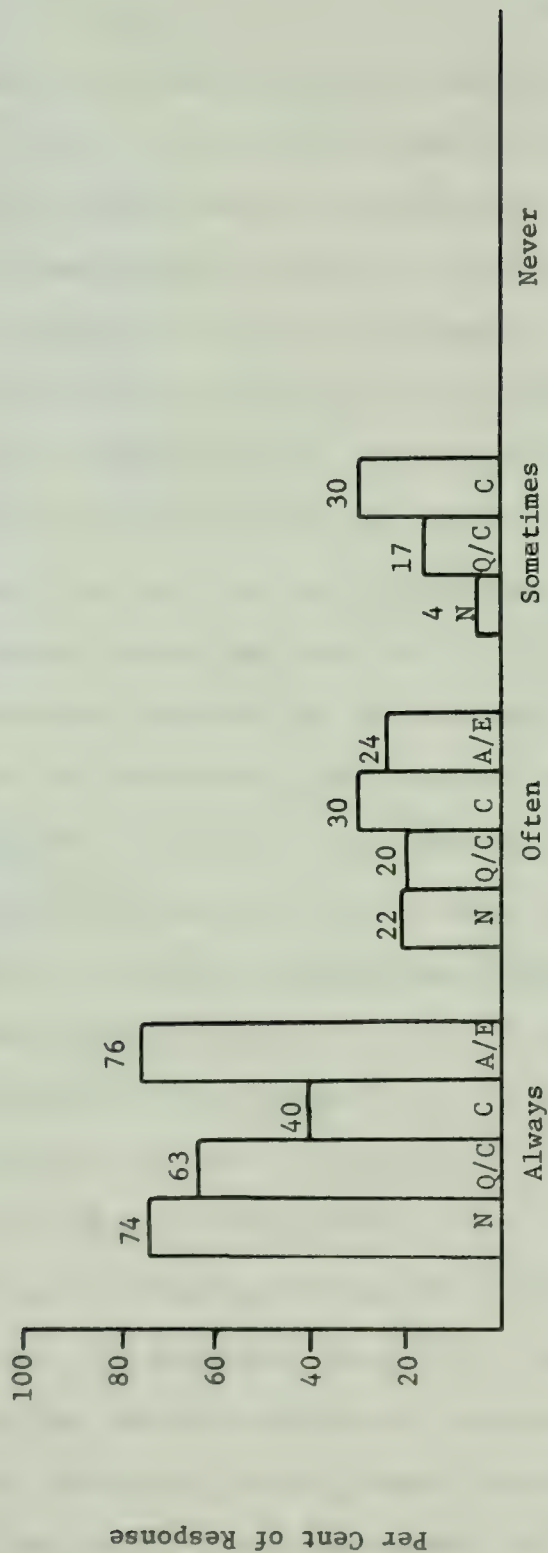 Per Cent of Response
100
80
60
40
20
74
63
40
76
N
Q/C
C
A/E
Always
22
20
30
24
N
Q/C
C
A/E
Often
4
17
30
N
Q/C
C
Sometimes
Never